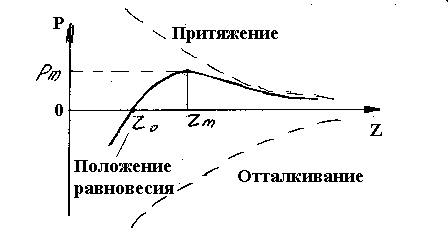 P
Притяжение
Pm
0
Zo
Zm
Z
Положение
равновесия
Отталкивание